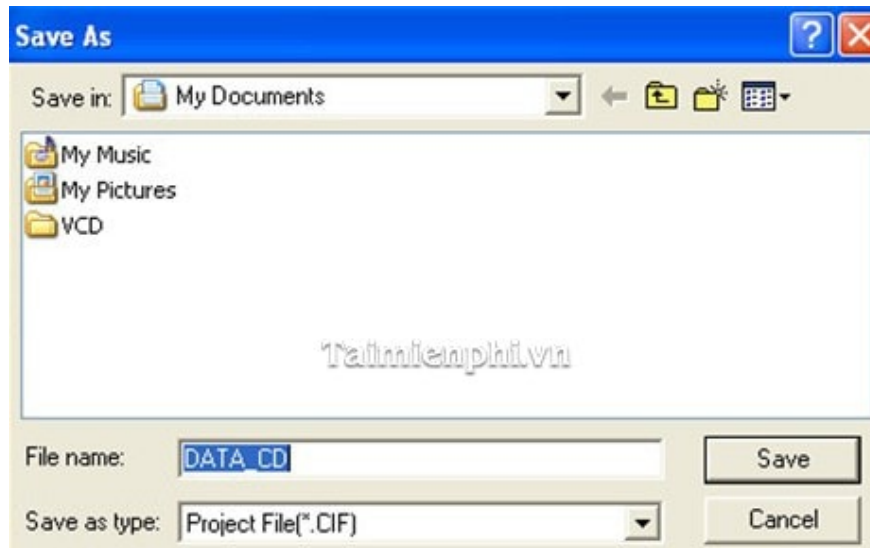 Save As
Save in: My Documents
My Music
My Pictures
VCD
Taimienphi.vn
File name: DATA_CD Save
Save as type: Project File(*.CIF) Cancel